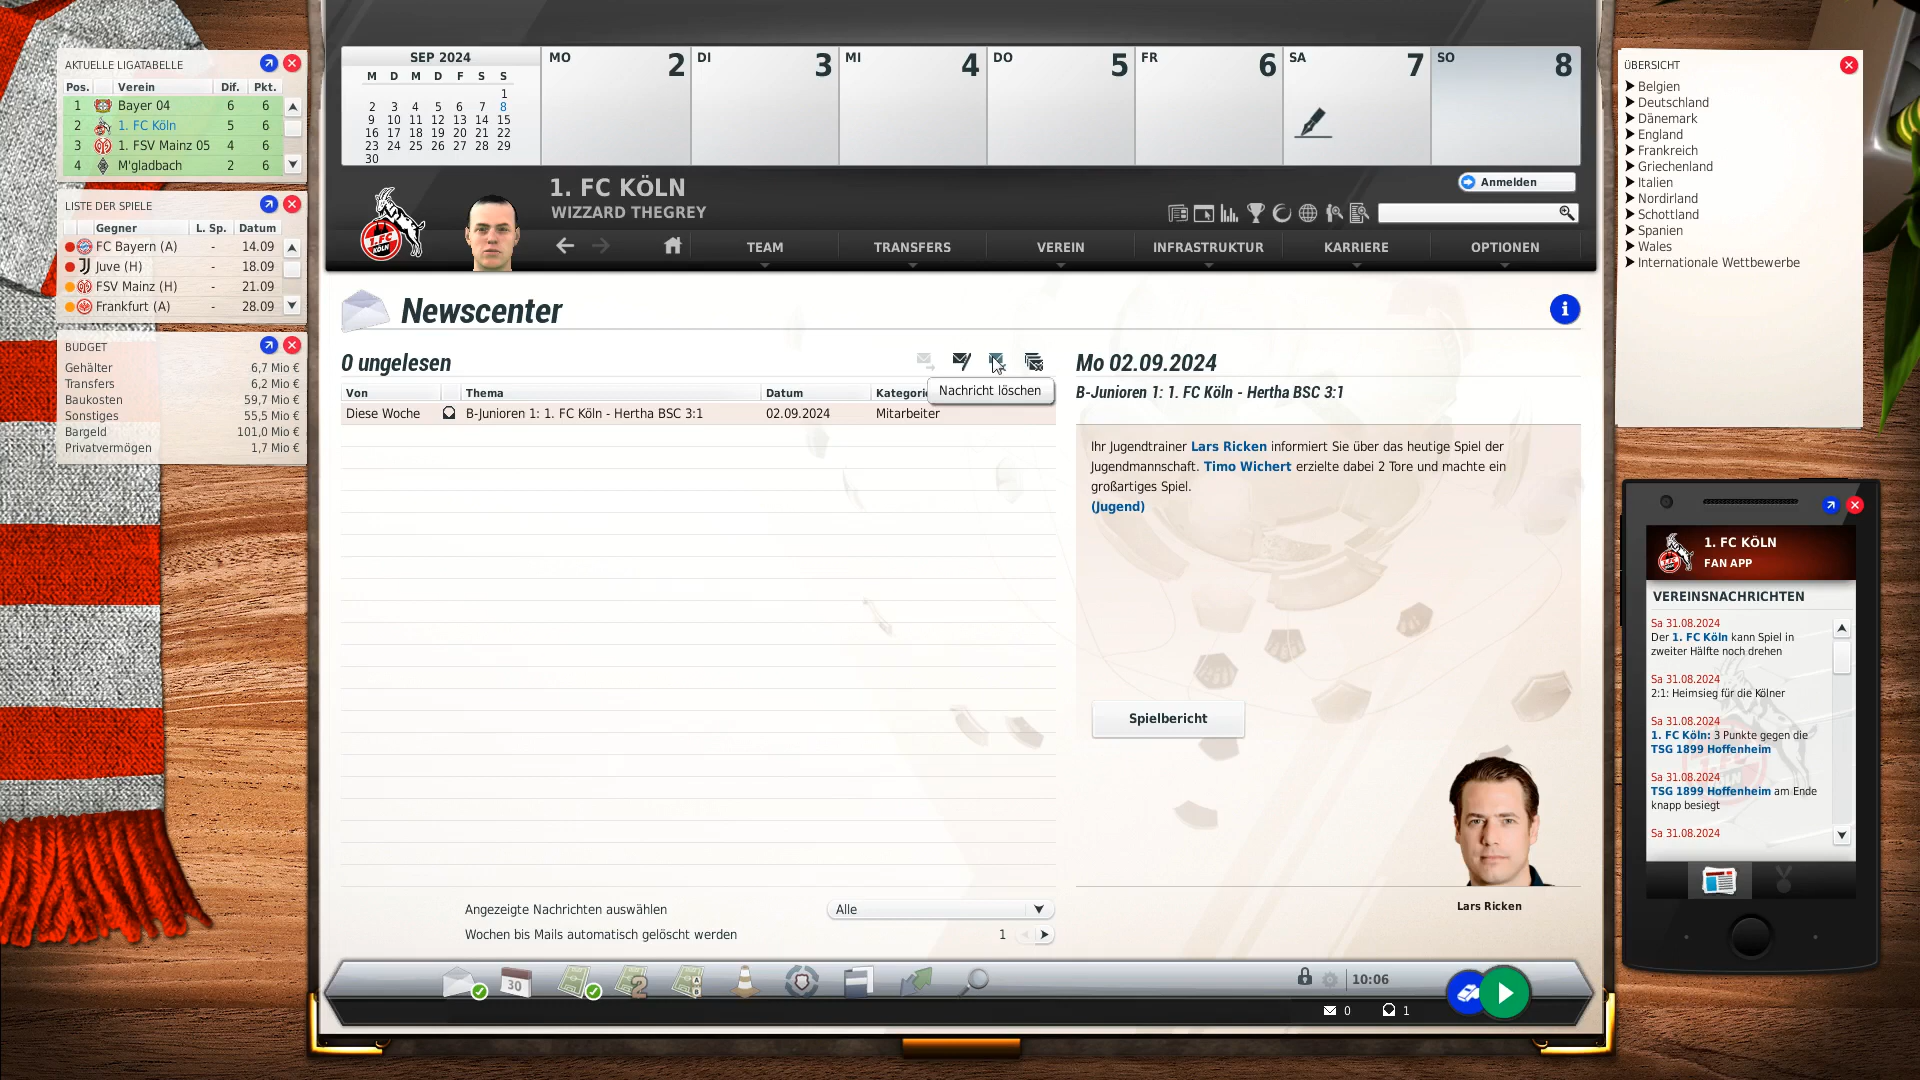 AKTUELLE LIGATABELLE
Pos. Verein Dif. Pkt.
1 Bayer 04 6 6
2 1. FC Köln 5 6
3 1. FSV Mainz 05 4 6
4 M'gladbach 2 6
LISTE DER SPIELE
Gegner L. Sp. Datum
FC Bayern (A) - 14.09
Juve (H) - 18.09
FSV Mainz (H) - 21.09
Frankfurt (A) - 28.09
BUDGET
Gehälter 6,7 Mio €
Transfers 6,2 Mio €
Baukosten 59,7 Mio €
Sonstiges 55,5 Mio €
Bargeld 101,0 Mio €
Privatvermögen 1,7 Mio €
SEP 2024
M D M D F S S
1
2 3 4 5 6 7 8
9 10 11 12 13 14 15
16 17 18 19 20 21 22
23 24 25 26 27 28 29
30
MO 2 DI 3 MI 4 DO 5 FR 6 SA 7 SO 8
1. FC KÖLN
WIZZARD THEGREY
Anmelden
TEAM TRANSFERS VEREIN INFRASTRUKTUR KARRIERE OPTIONEN
Newscenter
0 ungelesen
Von Thema Datum Kategori
Nachricht löschen
Diese Woche B-Junioren 1: 1. FC Köln - Hertha BSC 3:1 02.09.2024 Mitarbeiter
Mo 02.09.2024
B-Junioren 1: 1. FC Köln - Hertha BSC 3:1
Ihr Jugendtrainer Lars Ricken informiert Sie über das heutige Spiel der
Jugendmannschaft. Timo Wichert erzielte dabei 2 Tore und machte ein
großartiges Spiel.
(Jugend)
Spielbericht
Lars Ricken
Angezeigte Nachrichten auswählen Alle
Wochen bis Mails automatisch gelöscht werden 1
30
2
10:06
0 1
ÜBERSICHT
Belgien
Deutschland
Dänemark
England
Frankreich
Griechenland
Italien
Nordirland
Schottland
Spanien
Wales
Internationale Wettbewerbe
1. FC KÖLN
FAN APP
VEREINSNACHRICHTEN
Sa 31.08.2024
Der 1. FC Köln kann Spiel in
zweiter Hälfte noch drehen
Sa 31.08.2024
2:1: Heimsieg für die Kölner
Sa 31.08.2024
1. FC Köln: 3 Punkte gegen die
TSG 1899 Hoffenheim
Sa 31.08.2024
TSG 1899 Hoffenheim am Ende
knapp besiegt
Sa 31.08.2024